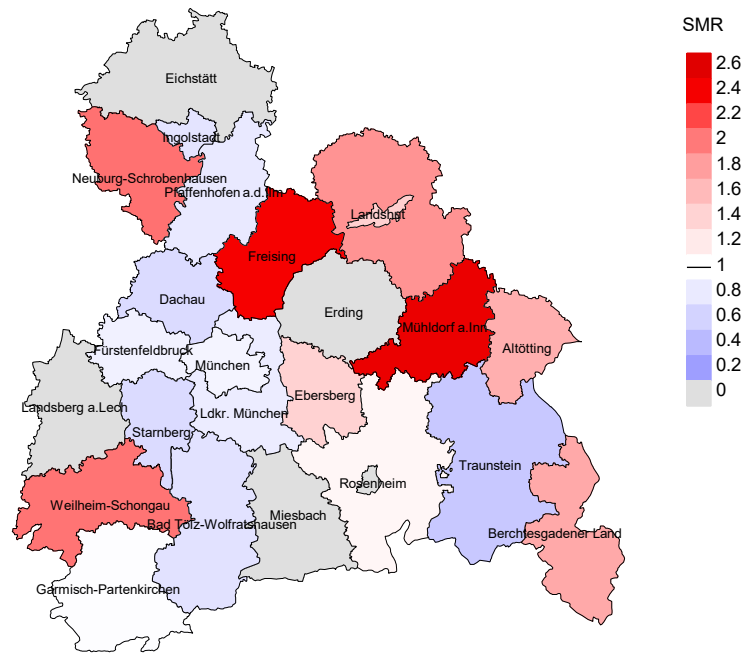 SMR
2.6
2.4
2.2
2
1.8
1.6
1.4
1.2
1
0.8
0.6
0.4
0.2
0
Eichstätt
Ingolstadt
Neuburg-Schrobenhausen
Pfaffenhofen a.d.Ilm
Landshut
Freising
Dachau
Erding
Mühldorf a.Inn
Altötting
Fürstenfeldbruck
München
Ebersberg
Landsberg a.Lech
Ldkr. München
Starnberg
Traunstein
Rosenheim
Weilheim-Schongau
Miesbach
Bad Tölz-Wolfratshausen
Berchtesgadener Land
Garmisch-Partenkirchen